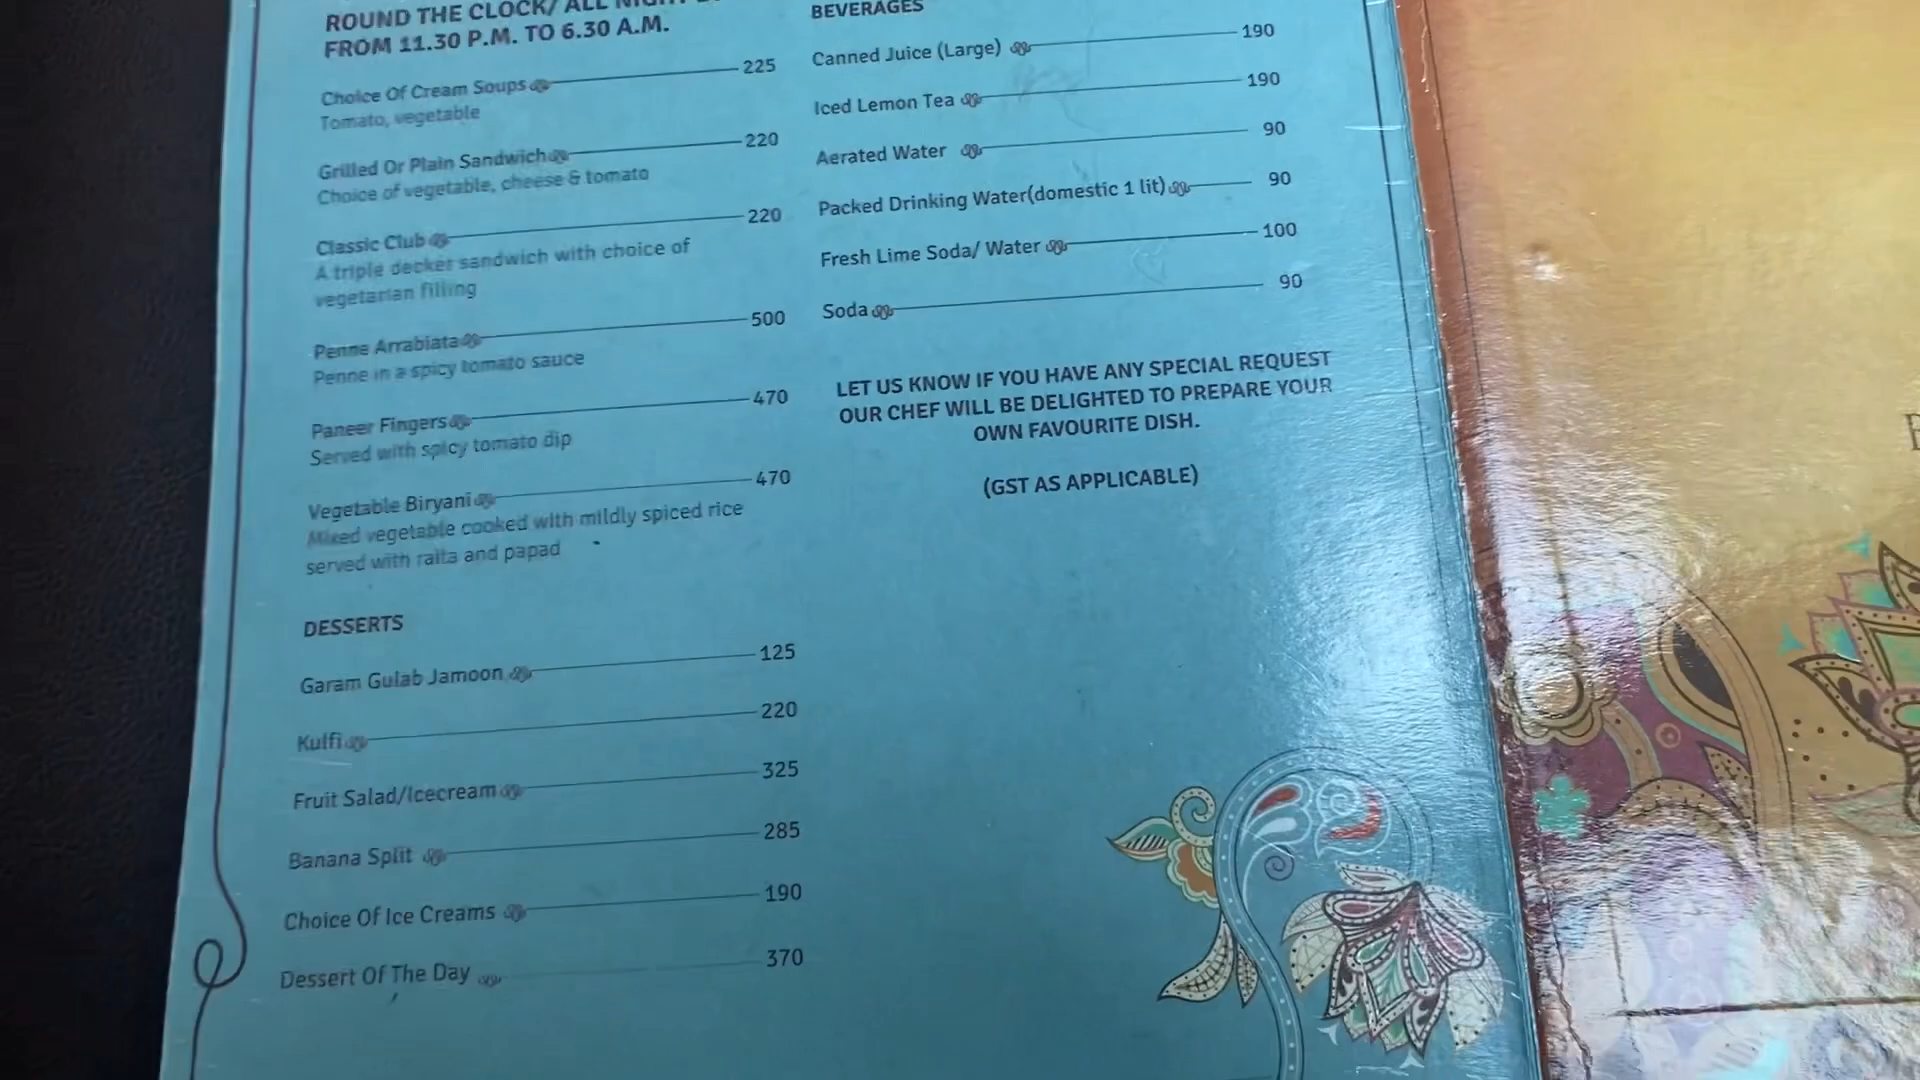 ROUND THE CLOCK/ ALL NIGHT
FROM 11.30 P.M. TO 6.30 A.M.
Choice Of Cream Soups 225
Tomato, vegetable
Grilled Or Plain Sandwich 220
Choice of vegetable, cheese & tomato
Classic Club 220
A triple decker sandwich with choice of
vegetarian filling
Penne Arrabiata 500
Penne in a spicy tomato sauce
Paneer Fingers 470
Served with spicy tomato dip
Vegetable Biryani 470
Mixed vegetable cooked with mildly spiced rice
served with raita and papad
DESSERTS
Garam Gulab Jamoon 125
Kulfi 220
Fruit Salad/Icecream 325
Banana Split 285
Choice Of Ice Creams 190
Dessert Of The Day 370
BEVERAGES
Canned Juice (Large) 190
Iced Lemon Tea 190
Aerated Water 90
Packed Drinking Water(domestic 1 lit) 90
Fresh Lime Soda/ Water 100
Soda 90
LET US KNOW IF YOU HAVE ANY SPECIAL REQUEST
OUR CHEF WILL BE DELIGHTED TO PREPARE YOUR
OWN FAVOURITE DISH.
(GST AS APPLICABLE)